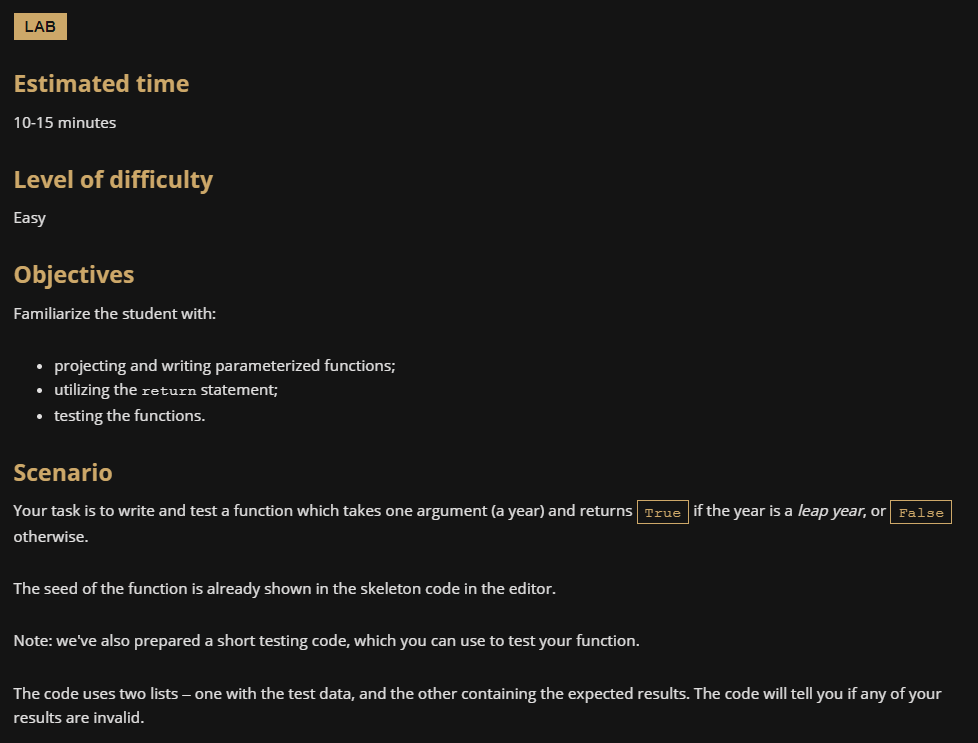 LAB
Estimated time
10-15 minutes
Level of difficulty
Easy
Objectives
Familiarize the student with:
• projecting and writing parameterized functions;
• utilizing the return statement;
• testing the functions.
Scenario
Your task is to write and test a function which takes one argument (a year) and returns True if the year is a leap year, or False
otherwise.
The seed of the function is already shown in the skeleton code in the editor.
Note: we've also prepared a short testing code, which you can use to test your function.
The code uses two lists – one with the test data, and the other containing the expected results. The code will tell you if any of your
results are invalid.